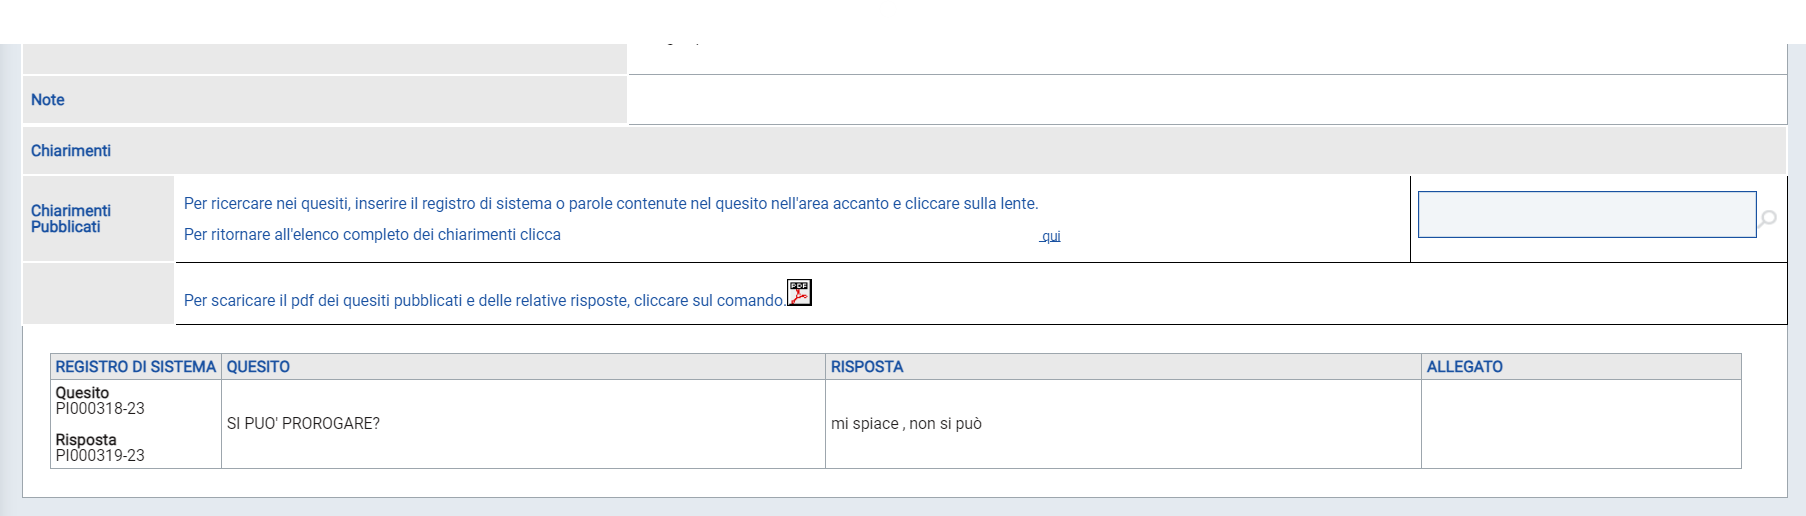 Note
Chiarimenti
Chiarimenti
Pubblicati
Per ricercare nei quesiti, inserire il registro di sistema o parole contenute nel quesito nell'area accanto e cliccare sulla lente.
Per ritornare all'elenco completo dei chiarimenti clicca qui
Per scaricare il pdf dei quesiti pubblicati e delle relative risposte, cliccare sul comando.
PDF
REGISTRO DI SISTEMA QUESITO RISPOSTA ALLEGATO
Quesito
PI000318-23
Risposta
PI000319-23
SI PUO' PROROGARE?
mi spiace , non si può